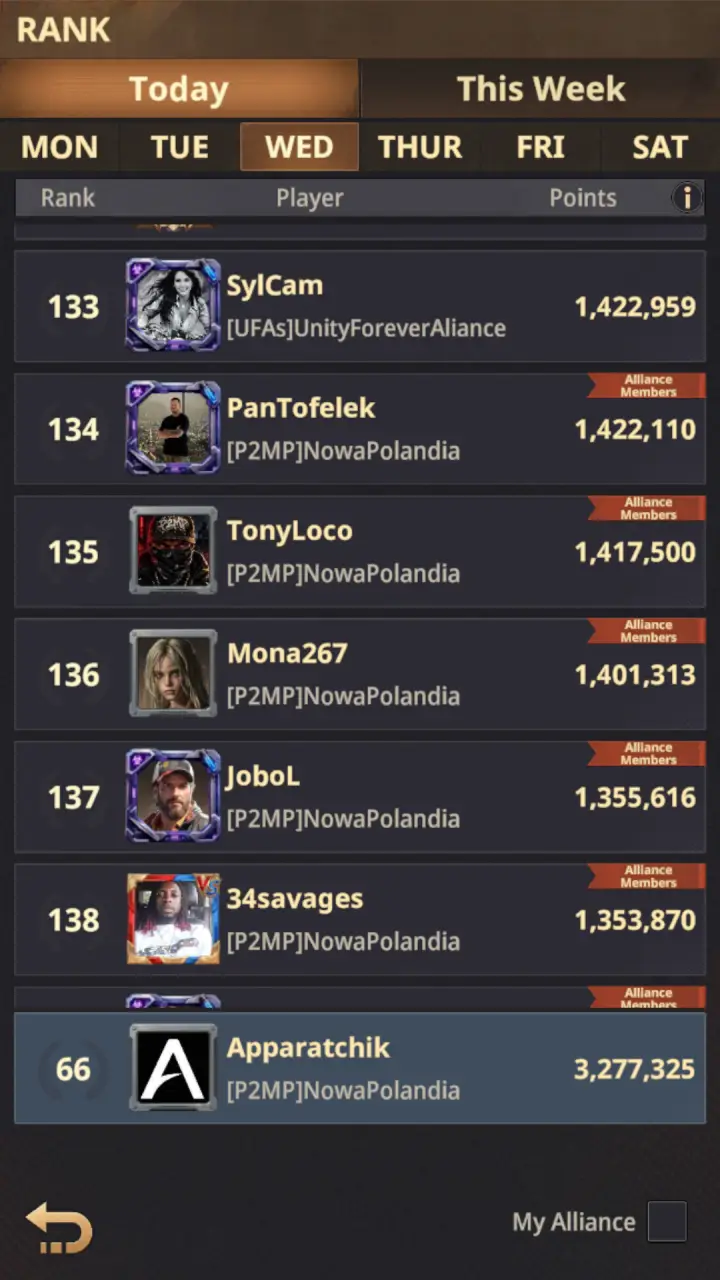 RANK
Today
This Week
MON TUE WED THUR FRI SAT
Rank Player Points i
133
SylCam
[UFAs]UnityForeverAliance
1,422,959
Alliance
Members
134
PanTofelek
[P2MP]NowaPolandia
1,422,110
Alliance
Members
135
TonyLoco
[P2MP]NowaPolandia
1,417,500
Alliance
Members
136
Mona267
[P2MP]NowaPolandia
1,401,313
Alliance
Members
137
JoboL
[P2MP]NowaPolandia
1,355,616
Alliance
Members
138
34savages
[P2MP]NowaPolandia
1,353,870
Alliance
Members
66
Apparatchik
[P2MP]NowaPolandia
3,277,325
My Alliance